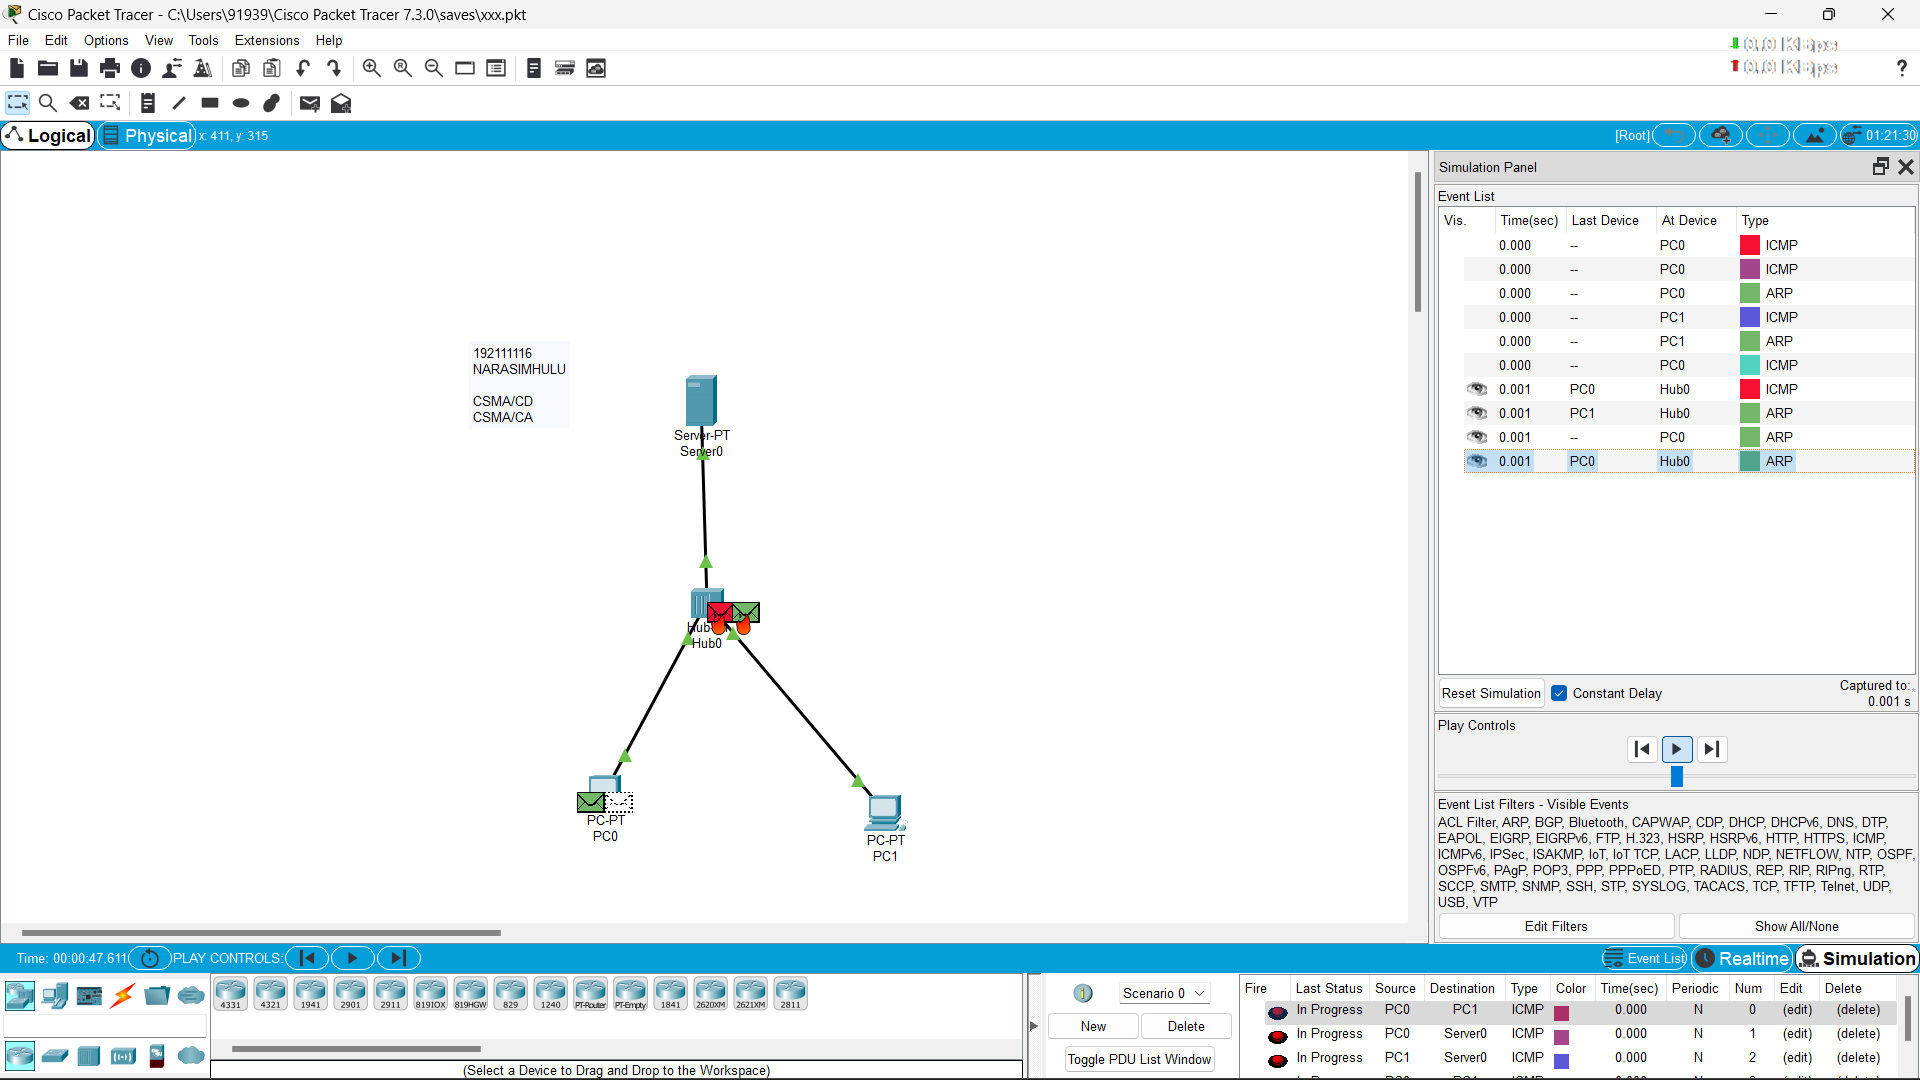 Cisco Packet Tracer - C:\Users\91939\Cisco Packet Tracer 7.3.0\saves\xxx.pkt
File Edit Options View Tools Extensions Help
0.0 KBps
0.0 KBps
?
Logical Physical x: 411, y: 315 [Root] 01:21:30
Simulation Panel
Event List
Vis. Time(sec) Last Device At Device Type
0.000 -- PC0 ICMP
0.000 -- PC0 ICMP
0.000 -- PC0 ARP
0.000 -- PC1 ICMP
0.000 -- PC1 ARP
0.000 -- PC0 ICMP
0.001 PC0 Hub0 ICMP
0.001 PC1 Hub0 ARP
0.001 -- PC0 ARP
0.001 PC0 Hub0 ARP
192111116
NARASIMHULU
CSMA/CD
CSMA/CA
Server-PT
Server0
Hub0
PC-PT
PC0
PC-PT
PC1
Reset Simulation Constant Delay Captured to:
0.001 s
Play Controls
Event List Filters - Visible Events
ACL Filter, ARP, BGP, Bluetooth, CAPWAP, CDP, DHCP, DHCPv6, DNS, DTP,
EAPOL, EIGRP, EIGRPv6, FTP, H.323, HSRP, HSRPv6, HTTP, HTTPS, ICMP,
ICMPv6, IPSec, ISAKMP, IoT, IoT TCP, LACP, LLDP, NDP, NETFLOW, NTP, OSPF,
OSPFv6, PAgP, POP3, PPP, PPPoED, PTP, RADIUS, REP, RIP, RIPng, RTP,
SCCP, SMTP, SNMP, SSH, STP, SYSLOG, TACACS, TCP, TFTP, Telnet, UDP,
USB, VTP
Edit Filters Show All/None
Time: 00:00:47.611 PLAY CONTROLS: Event List Realtime Simulation
4331 4321 1941 2901 2911 819IOX 819HGW 829 1240 PT-Router PT-Empty 1841 2620XM 2621XM 2811
(Select a Device to Drag and Drop to the Workspace)
Scenario 0
New Delete
Toggle PDU List Window
Fire Last Status Source Destination Type Color Time(sec) Periodic Num Edit Delete
In Progress PC0 PC1 ICMP 0.000 N 0 (edit) (delete)
In Progress PC0 Server0 ICMP 0.000 N 1 (edit) (delete)
In Progress PC1 Server0 ICMP 0.000 N 2 (edit) (delete)